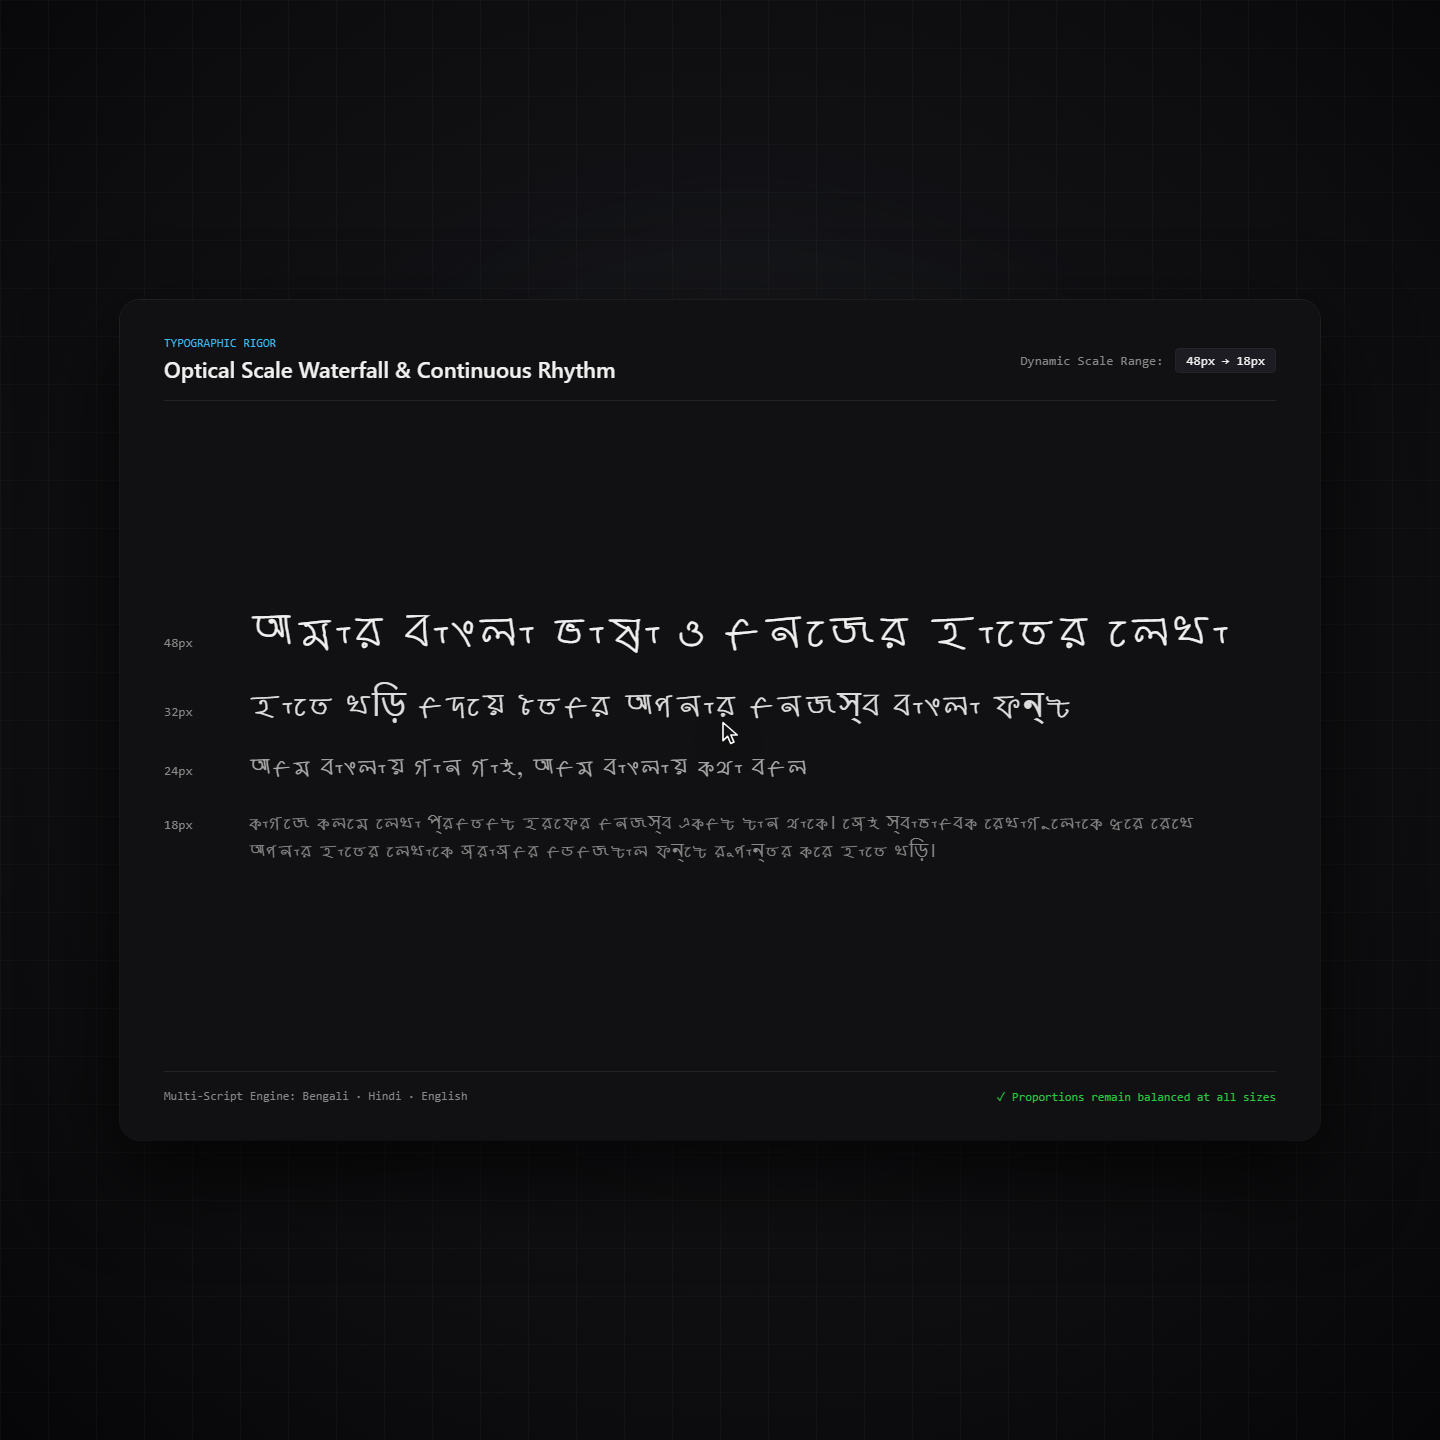 TYPOGRAPHIC RIGOR
Optical Scale Waterfall & Continuous Rhythm
Dynamic Scale Range: 48px → 18px
48px আমার বাংলা ভাষা ও নিজের হাতের লেখা
32px হাতে খড়ি দিয়ে তৈরি আপনার নিজস্ব বাংলা ফন্ট
24px আমি বাংলায় গান গাই, আমি বাংলায় কথা বলি
18px কাগজে কলমে লেখা প্রতিটি হরফের নিজস্ব একটি টান থাকে। সেই স্বাভাবিক রেখাগুলোকে ধরে রেখে
আপনার হাতের লেখাকে সরাসরি ডিজিটাল ফন্টে রূপান্তর করে হাতে খড়ি।
Multi-Script Engine: Bengali · Hindi · English
✓ Proportions remain balanced at all sizes